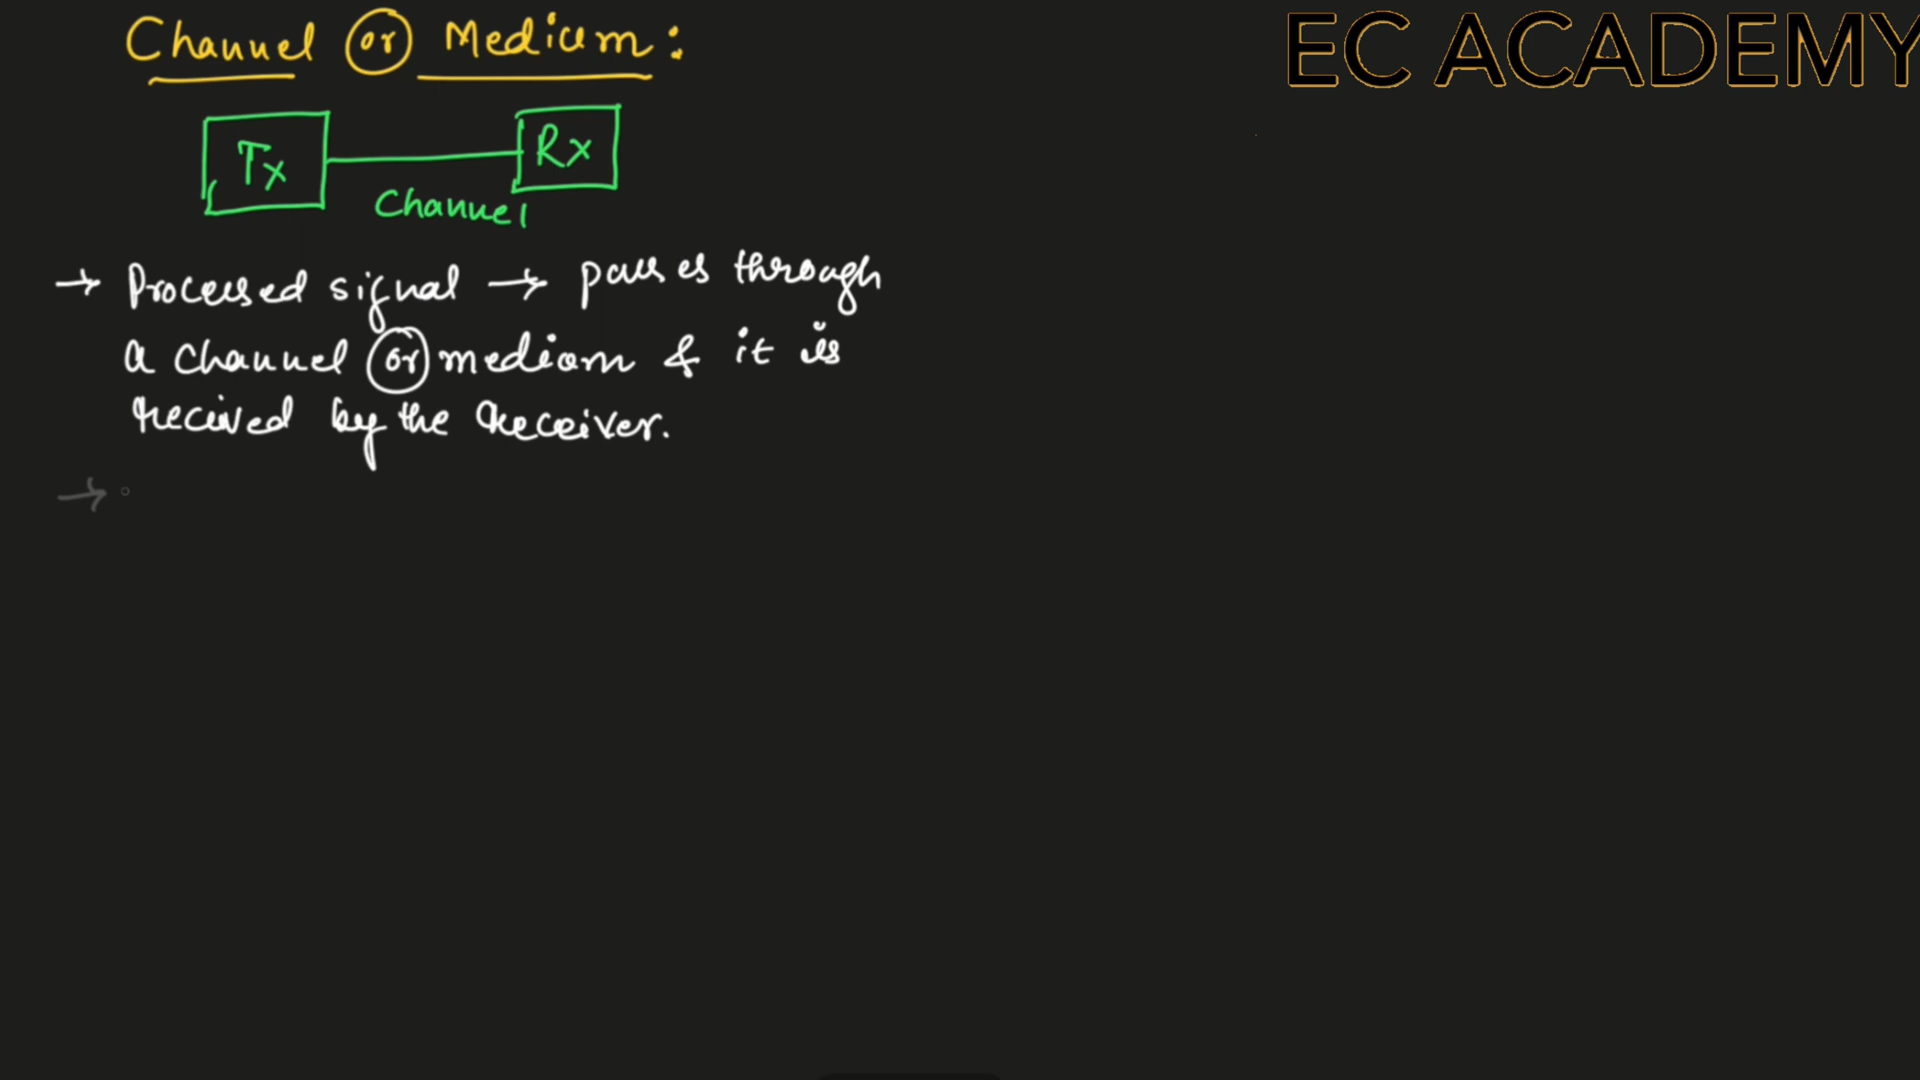 Channel or Medium:
EC ACADEMY
Tx
Rx
Channel
→ Processed signal → passes through
a channel or medium & it is
received by the receiver.
→